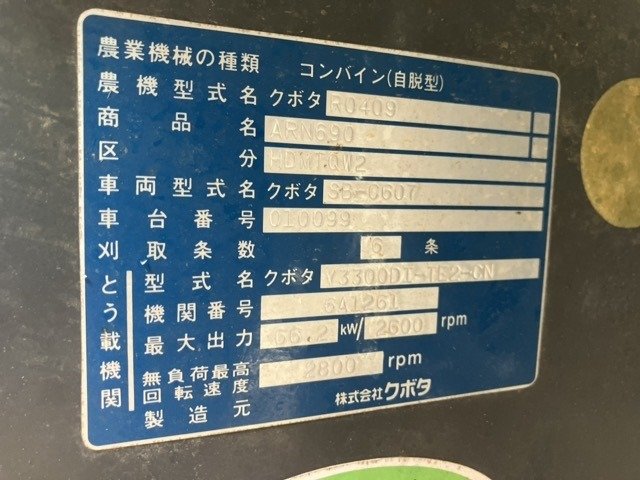 農業機械の種類 コンバイン(自脱型)
農機型式名 クボタ R0409
商品名 ARN690
区分
車両型式名 クボタ SB-C607
車台番号 010099
刈取条数 6 条
とう載機関
型式名 クボタ V3300DI-TE2-CN
機関番号 6A1261
最大出力 66.2 kW/ 2600 rpm
無負荷最高回転速度 2800 rpm
製造元 株式会社クボタ